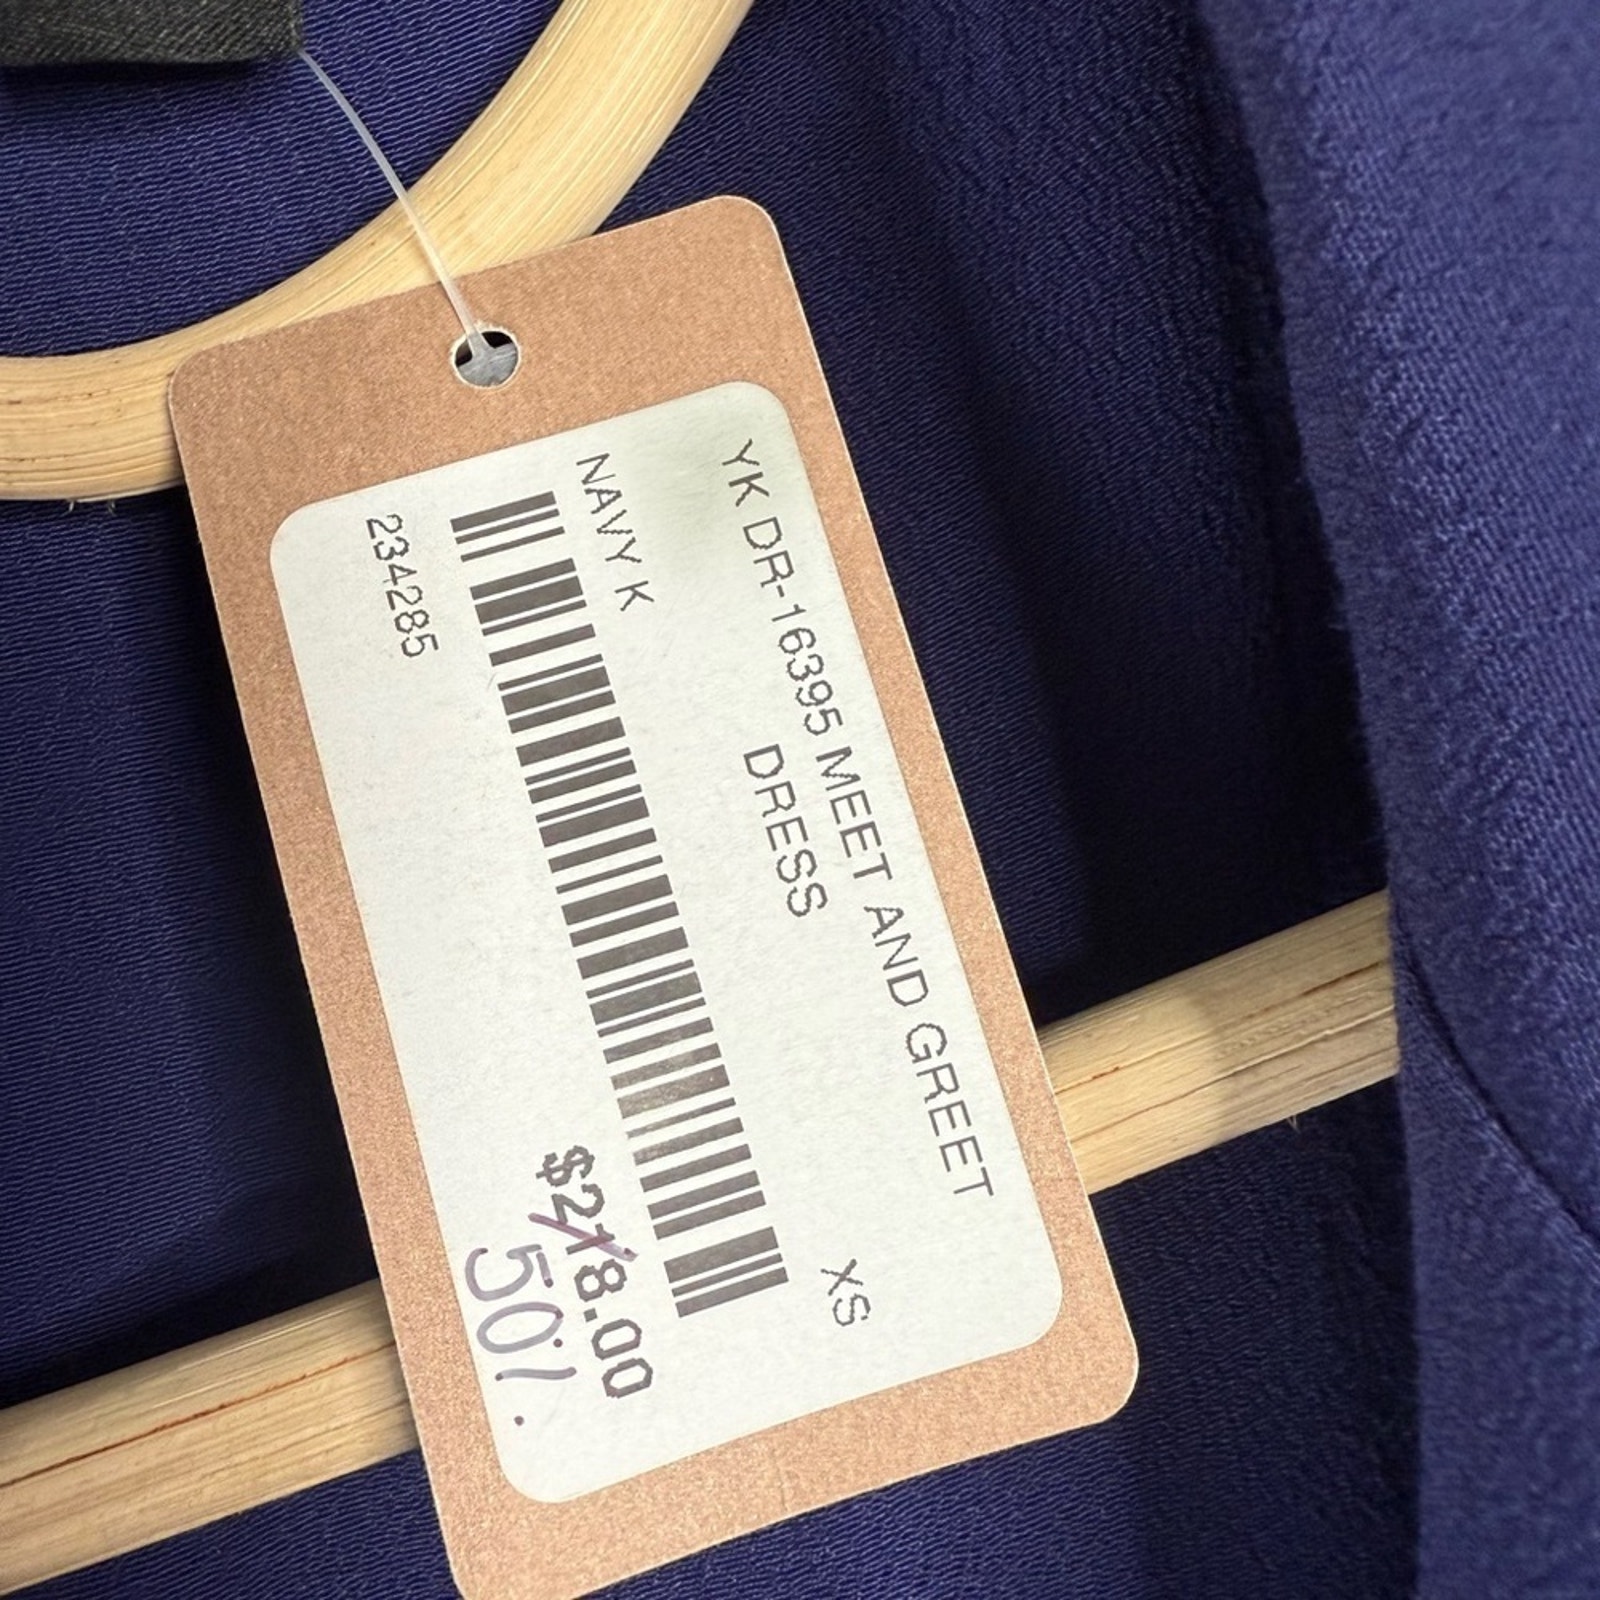 YK DR-16395 MEET AND GREET
DRESS
XS
NAVY K
234285
$218.00
50%